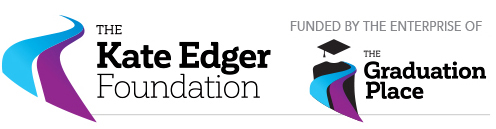 THE
Kate Edger
Foundation
FUNDED BY THE ENTERPRISE OF
THE
Graduation
Place